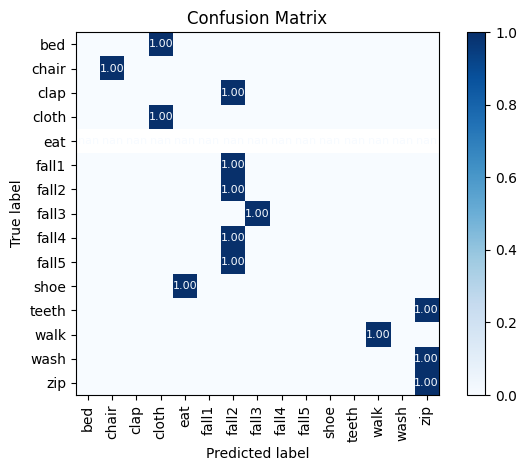 Confusion Matrix
bed
1.00
chair
1.00
clap
1.00
cloth
1.00
eat
fall1
1.00
fall2
1.00
fall3
1.00
fall4
1.00
fall5
1.00
shoe
1.00
teeth
1.00
walk
1.00
wash
1.00
zip
1.00
True label
bed
chair
clap
cloth
eat
fall1
fall2
fall3
fall4
fall5
shoe
teeth
walk
wash
zip
Predicted label
1.0
0.8
0.6
0.4
0.2
0.0